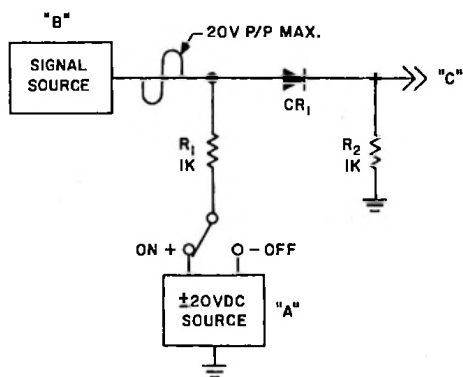 "B"
SIGNAL
SOURCE
20V P/P MAX.
"C"
CR1
R1
1K
R2
1K
ON +
- OFF
±20VDC
SOURCE
"A"